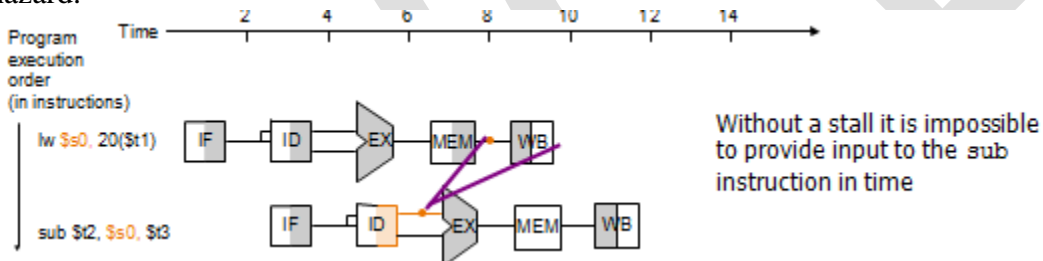 hazard.
2 4 6 8 10 12 14
Time
Program
execution
order
(in instructions)
lw $s0, 20($t1)
IF ID EX MEM WB
sub $t2, $s0, $t3
IF ID EX MEM WB
Without a stall it is impossible
to provide input to the sub
instruction in time